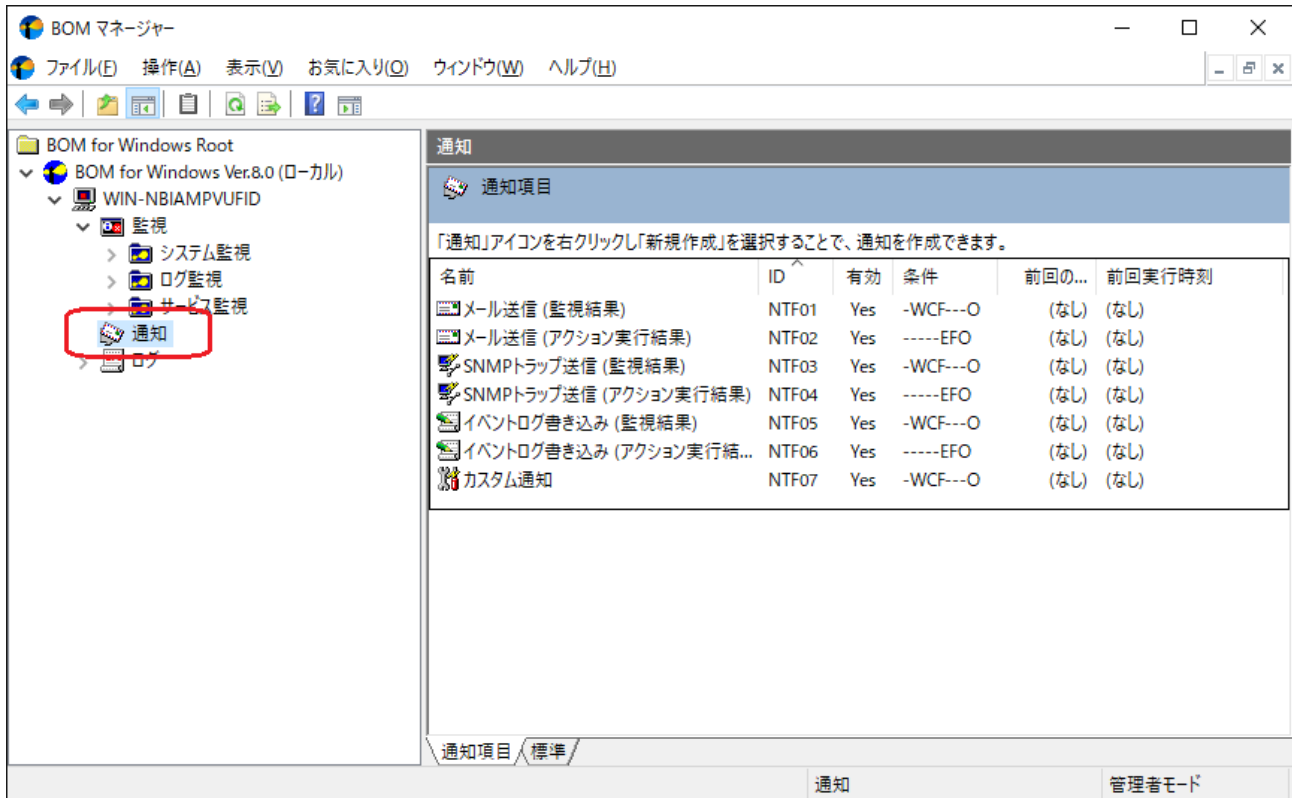 BOM マネージャー
ファイル(F) 操作(A) 表示(V) お気に入り(O) ウィンドウ(W) ヘルプ(H)
BOM for Windows Root
BOM for Windows Ver.8.0 (ローカル)
WIN-NBIAMPVUFID
監視
システム監視
ログ監視
サービス監視
通知
ログ
通知
通知項目
「通知」アイコンを右クリックし「新規作成」を選択することで、通知を作成できます。
名前 ID 有効 条件 前回の... 前回実行時刻
メール送信 (監視結果) NTF01 Yes -WCF---O (なし) (なし)
メール送信 (アクション実行結果) NTF02 Yes -----EFO (なし) (なし)
SNMPトラップ送信 (監視結果) NTF03 Yes -WCF---O (なし) (なし)
SNMPトラップ送信 (アクション実行結果) NTF04 Yes -----EFO (なし) (なし)
イベントログ書き込み (監視結果) NTF05 Yes -WCF---O (なし) (なし)
イベントログ書き込み (アクション実行結... NTF06 Yes -----EFO (なし) (なし)
カスタム通知 NTF07 Yes -WCF---O (なし) (なし)
通知項目 標準
通知 管理者モード